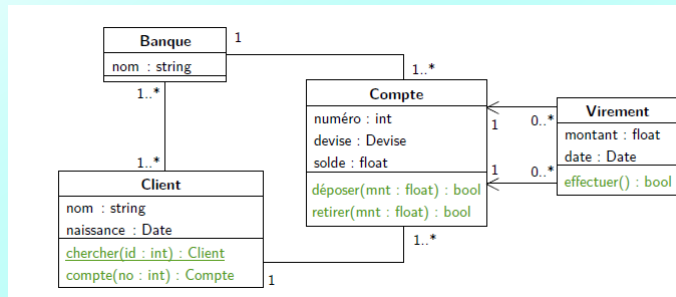 Banque
nom : string
1
1..*
1..*
1..*
Compte
numéro : int
devise : Devise
solde : float
déposer(mnt : float) : bool
retirer(mnt : float) : bool
1
0..*
1
0..*
Virement
montant : float
date : Date
effectuer() : bool
Client
nom : string
naissance : Date
chercher(id : int) : Client
compte(no : int) : Compte
1
1..*